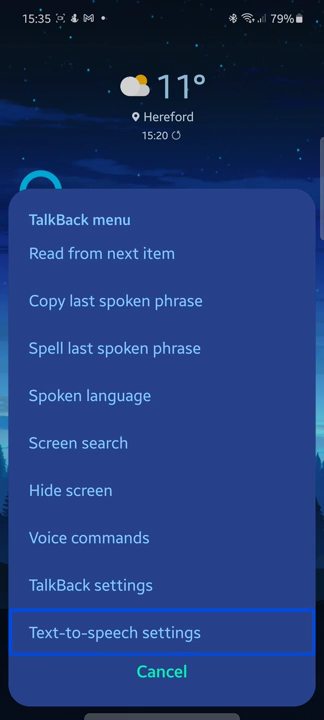 15:35
79%
11°
Hereford
15:20
TalkBack menu
Read from next item
Copy last spoken phrase
Spell last spoken phrase
Spoken language
Screen search
Hide screen
Voice commands
TalkBack settings
Text-to-speech settings
Cancel